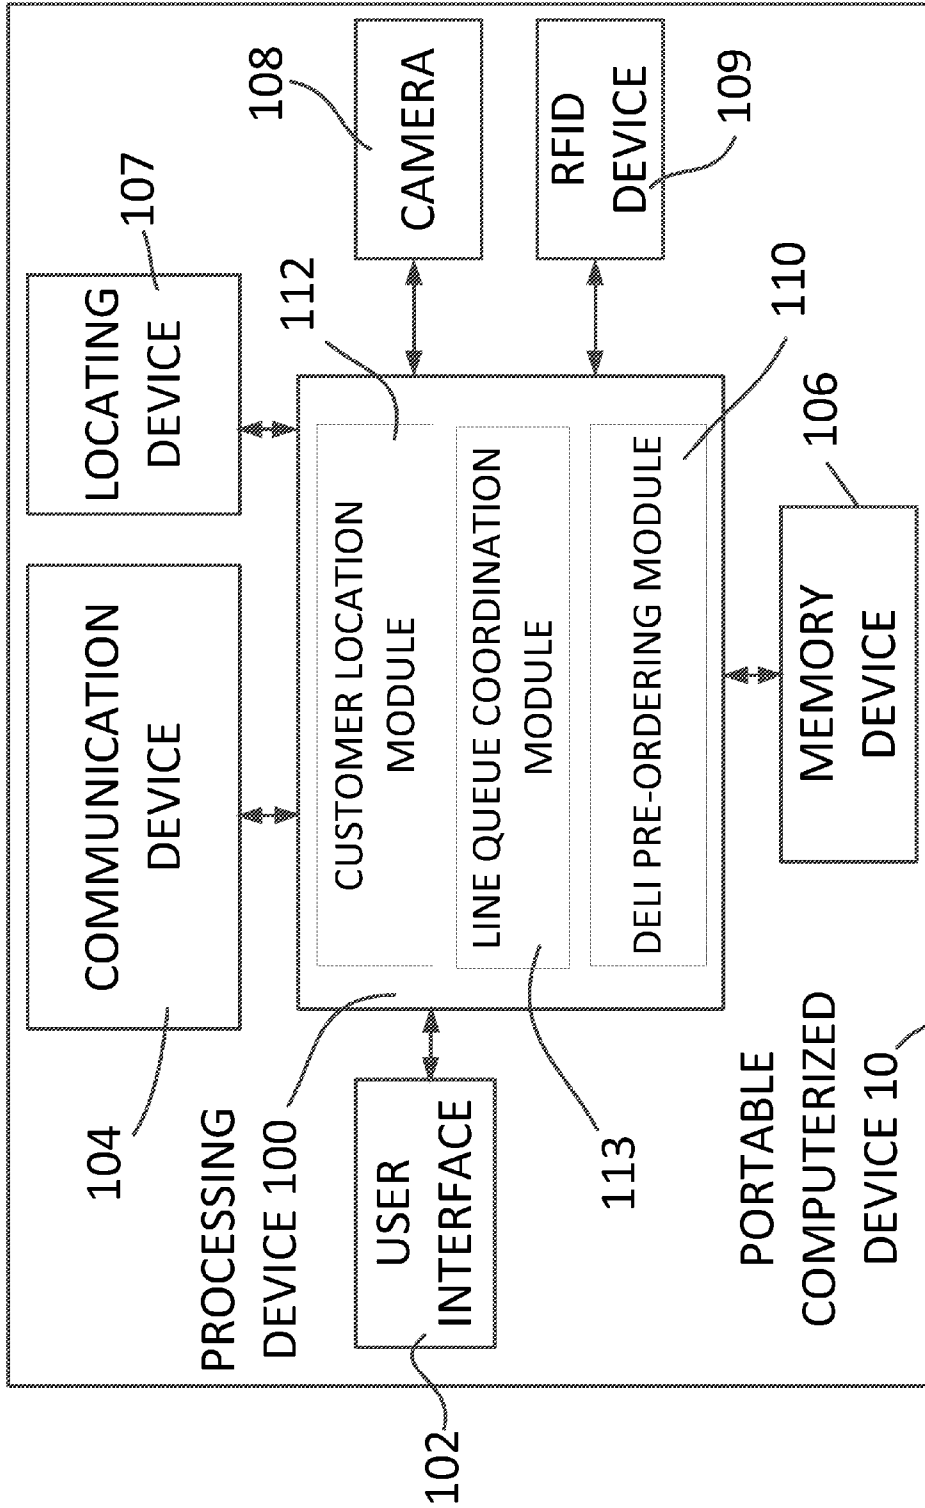 104
COMMUNICATION
DEVICE
LOCATING
DEVICE
107
PROCESSING
DEVICE 100
102
USER
INTERFACE
CUSTOMER LOCATION
MODULE
112
LINE QUEUE COORDINATION
MODULE
113
DELI PRE-ORDERING MODULE
110
108
CAMERA
RFID
DEVICE
109
PORTABLE
COMPUTERIZED
DEVICE 10
MEMORY
DEVICE
106